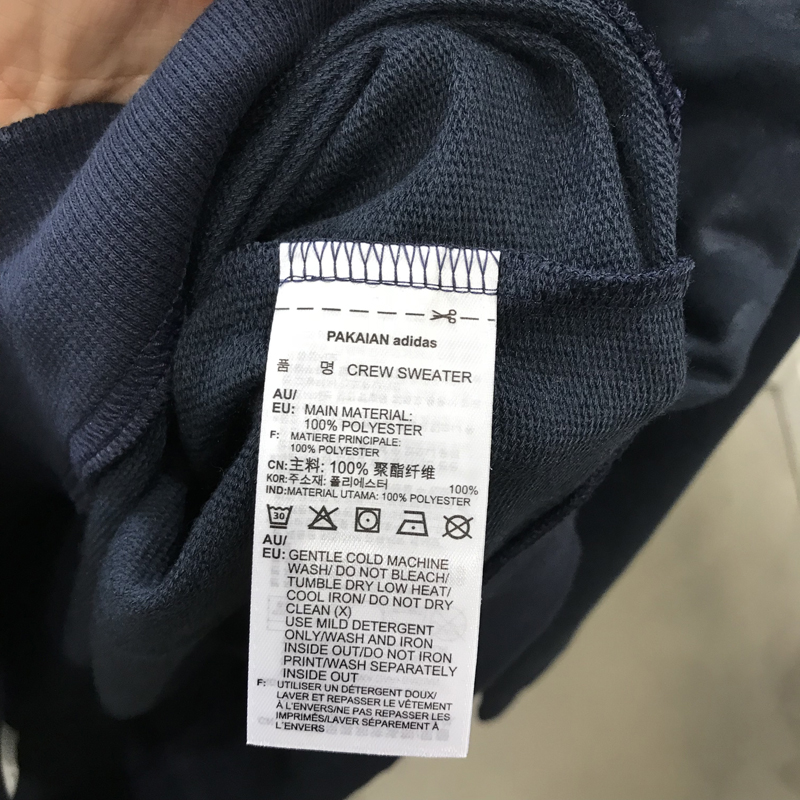 PAKAIAN adidas
품 명 CREW SWEATER
AU/
EU: MAIN MATERIAL:
100% POLYESTER
F: MATIERE PRINCIPALE:
100% POLYESTER
CN: 主料: 100% 聚酯纤维
KOR: 주소재: 폴리에스터 100%
IND: MATERIAL UTAMA: 100% POLYESTER
30
AU/
EU: GENTLE COLD MACHINE
WASH/ DO NOT BLEACH/
TUMBLE DRY LOW HEAT/
COOL IRON/ DO NOT DRY
CLEAN (X)
USE MILD DETERGENT
ONLY/WASH AND IRON
INSIDE OUT/DO NOT IRON
PRINT/WASH SEPARATELY
INSIDE OUT
F: UTILISER UN DÉTERGENT DOUX/
LAVER ET REPASSER LE VÊTEMENT
À L'ENVERS/NE PAS REPASSER LES
IMPRIMÉS/LAVER SÉPAREMENT À
L'ENVERS